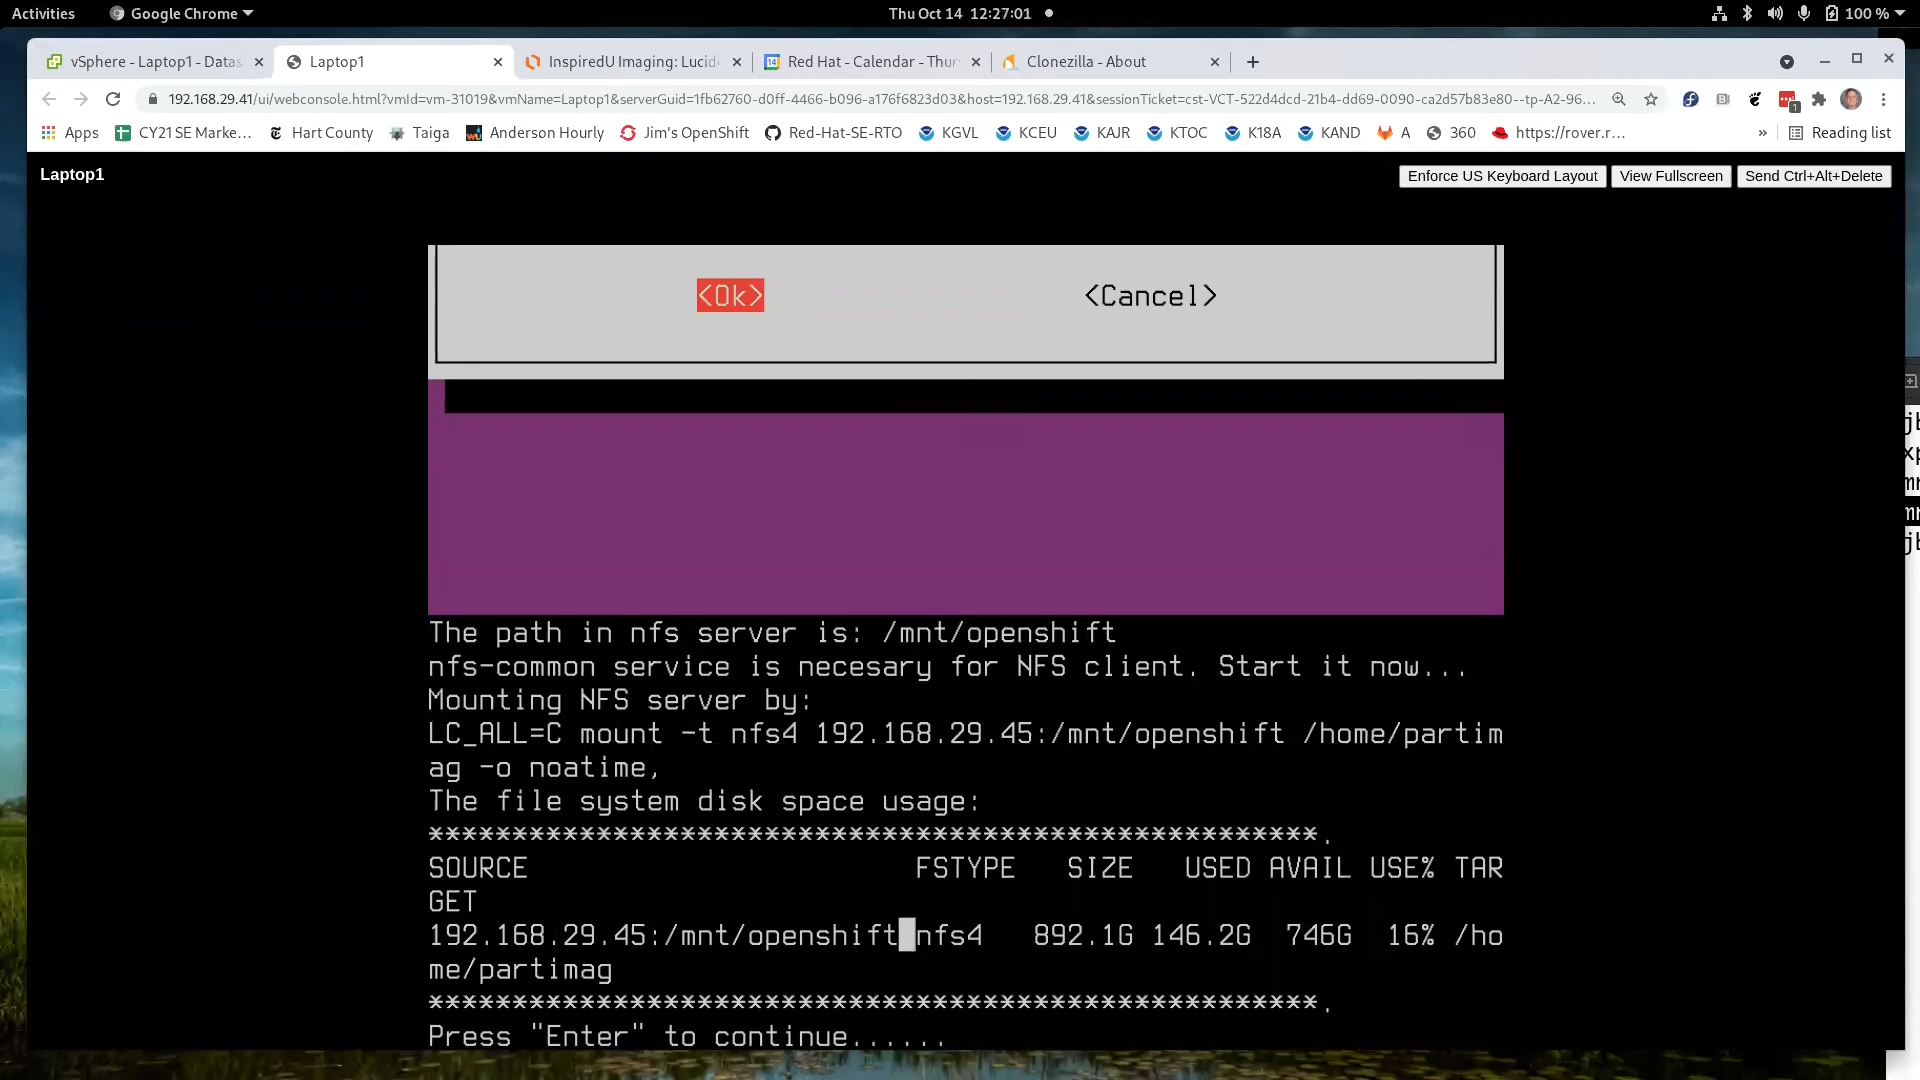 Activities Google Chrome Thu Oct 14 12:27:01 100 %
vSphere - Laptop1 - Datas Laptop1 InspiredU Imaging: Lucid Red Hat - Calendar - Thur Clonezilla - About
192.168.29.41/ui/webconsole.html?vmId=vm-31019&vmName=Laptop1&serverGuid=1fb62760-d0ff-4466-b096-a176f6823d03&host=192.168.29.41&sessionTicket=cst-VCT-522d4dcd-21b4-dd69-0090-ca2d57b83e80--tp-A2-96...
Apps CY21 SE Marke... Hart County Taiga Anderson Hourly Jim's OpenShift Red-Hat-SE-RTO KGVL KCEU KAJR KTOC K18A KAND A 360 https://rover.r... » Reading list
Laptop1 Enforce US Keyboard Layout View Fullscreen Send Ctrl+Alt+Delete
<Ok> <Cancel>
The path in nfs server is: /mnt/openshift
nfs-common service is necesary for NFS client. Start it now...
Mounting NFS server by:
LC_ALL=C mount -t nfs4 192.168.29.45:/mnt/openshift /home/partim
ag -o noatime,
The file system disk space usage:
*****************************************************.
SOURCE FSTYPE SIZE USED AVAIL USE% TAR
GET
192.168.29.45:/mnt/openshift nfs4 892.1G 146.2G 746G 16% /ho
me/partimag
*****************************************************.
Press "Enter" to continue......